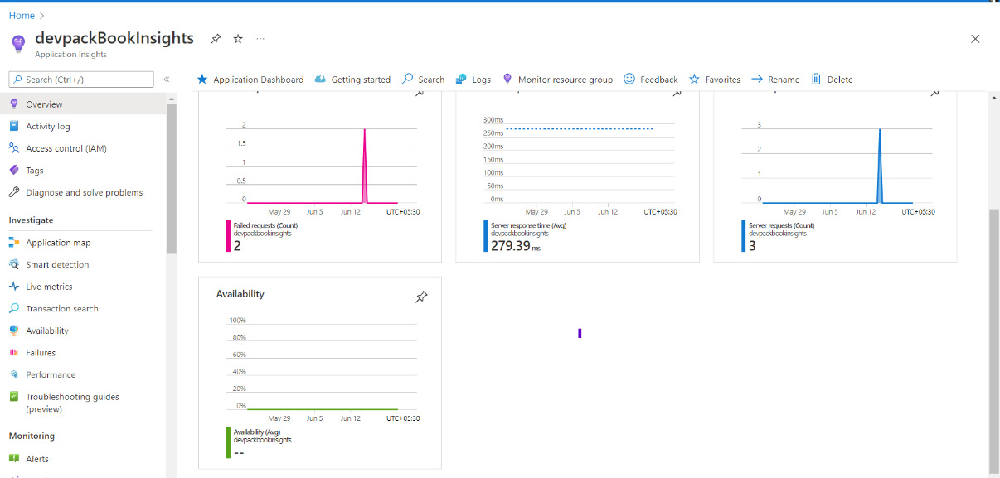 Home >
devpackBookInsights
Application Insights
Search (Ctrl+/)
«
Application Dashboard
Getting started
Search
Logs
Monitor resource group
Feedback
Favorites
Rename
Delete
Overview
Activity log
Access control (IAM)
Tags
Diagnose and solve problems
Investigate
Application map
Smart detection
Live metrics
Transaction search
Availability
Failures
Performance
Troubleshooting guides
(preview)
Monitoring
Alerts
2
1.5
1
0.5
0
May 29 Jun 5 Jun 12 UTC+05:30
Failed requests (Count)
devpackbookinsights
2
300ms
250ms
200ms
150ms
100ms
50ms
0ms
May 29 Jun 5 Jun 12 UTC+05:30
Server response time (Avg)
devpackbookinsights
279.39 ms
3
2
1
0
May 29 Jun 5 Jun 12 UTC+05:30
Server requests (Count)
devpackbookinsights
3
Availability
100%
80%
60%
40%
20%
0%
May 29 Jun 5 Jun 12 UTC+05:30
Availability (Avg)
devpackbookinsights
--